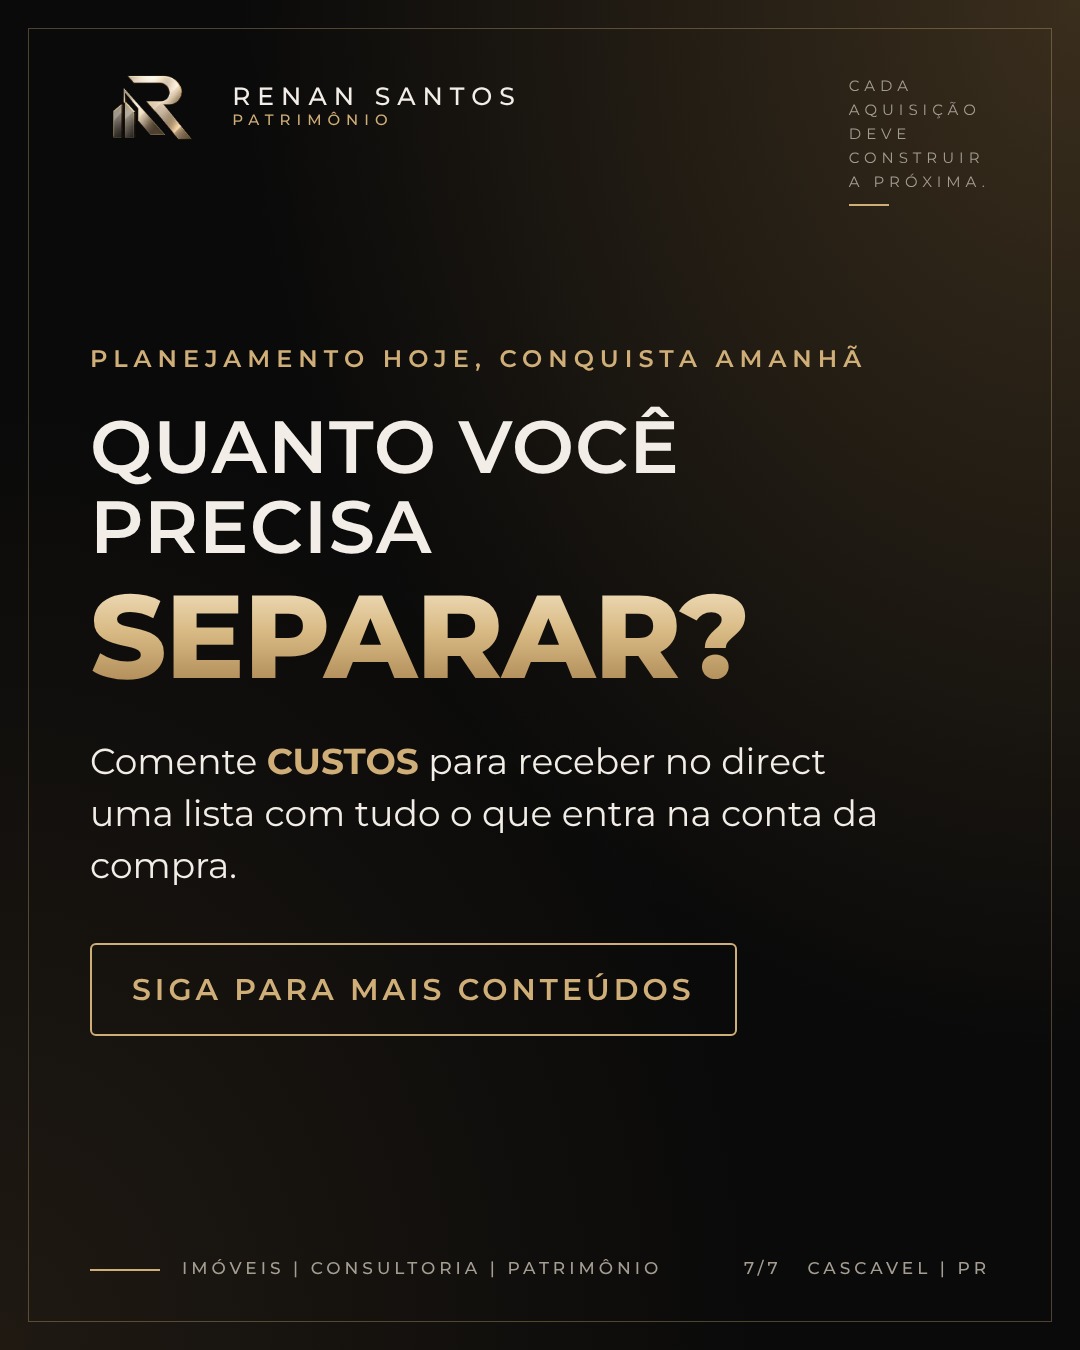 RENAN SANTOS
PATRIMÔNIO
CADA
AQUISIÇÃO
DEVE
CONSTRUIR
A PRÓXIMA.
PLANEJAMENTO HOJE, CONQUISTA AMANHÃ
QUANTO VOCÊ
PRECISA
SEPARAR?
Comente CUSTOS para receber no direct
uma lista com tudo o que entra na conta da
compra.
SIGA PARA MAIS CONTEÚDOS
IMÓVEIS | CONSULTORIA | PATRIMÔNIO 7/7 CASCAVEL | PR